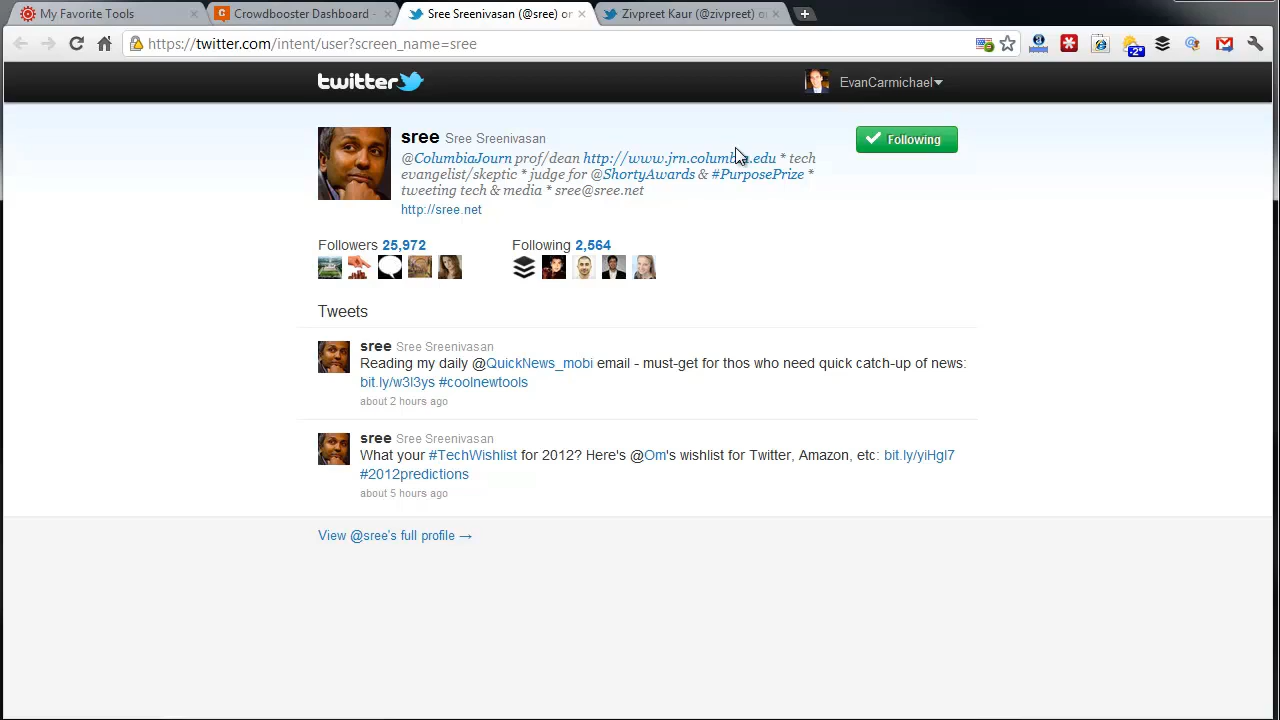 My Favorite Tools
Crowdbooster Dashboard -
Sree Sreenivasan (@sree) on
Zivpreet Kaur (@zivpreet) on
https://twitter.com/intent/user?screen_name=sree
-2°
twitter
EvanCarmichael
sree Sree Sreenivasan
Following
@ColumbiaJourn prof/dean http://www.jrn.columbia.edu * tech
evangelist/skeptic * judge for @ShortyAwards & #PurposePrize *
tweeting tech & media * sree@sree.net
http://sree.net
Followers 25,972
Following 2,564
Tweets
sree Sree Sreenivasan
Reading my daily @QuickNews_mobi email - must-get for thos who need quick catch-up of news:
bit.ly/w3l3ys #coolnewtools
about 2 hours ago
sree Sree Sreenivasan
What your #TechWishlist for 2012? Here's @Om's wishlist for Twitter, Amazon, etc: bit.ly/yiHgl7
#2012predictions
about 5 hours ago
View @sree's full profile →